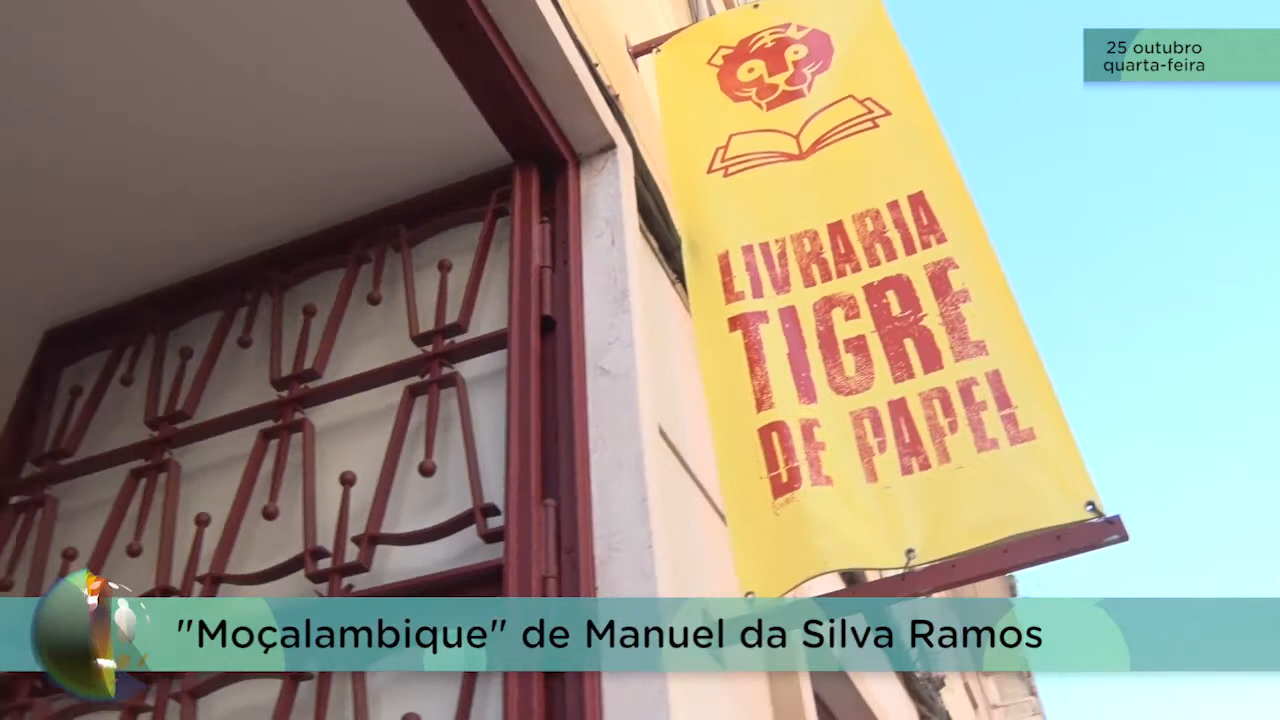 25 outubro
quarta-feira
LIVRARIA
TIGRE
DE PAPEL
"Moçalambique" de Manuel da Silva Ramos